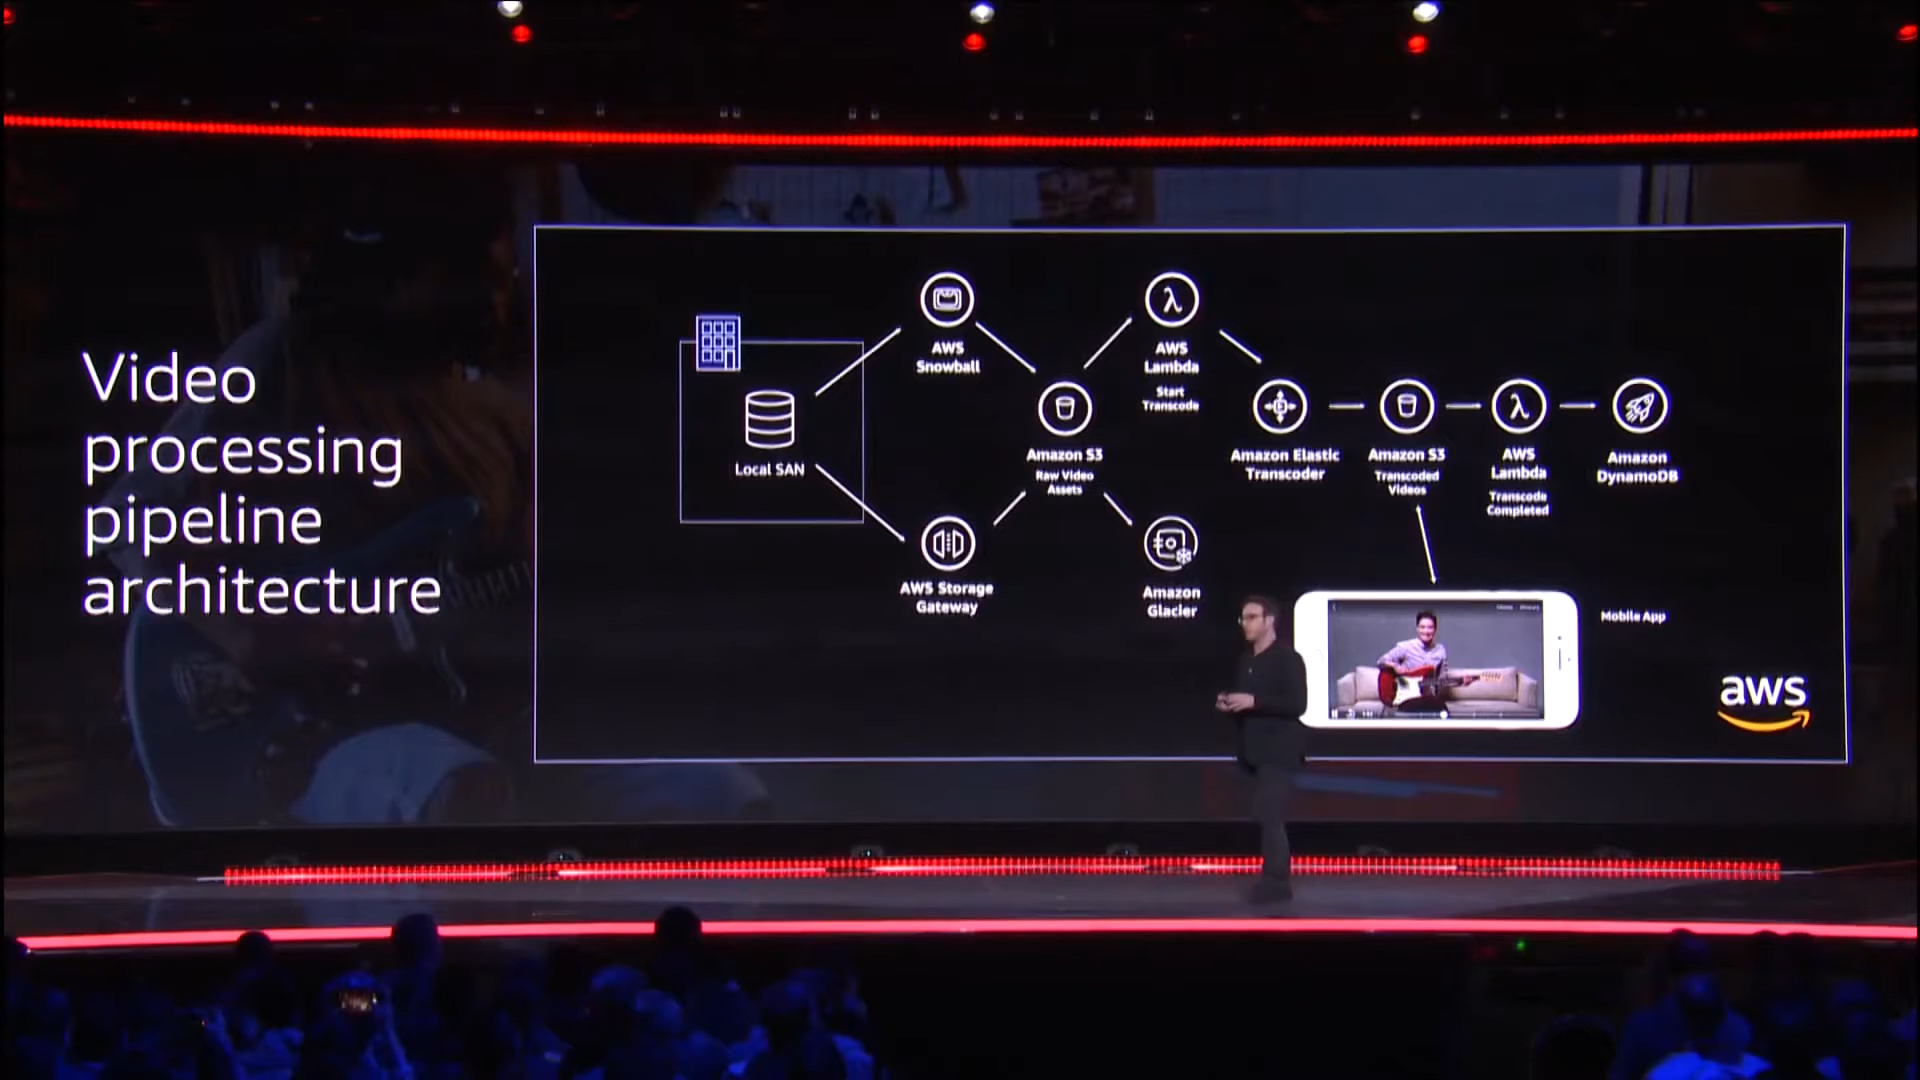 Video
processing
pipeline
architecture
Local SAN
AWS
Snowball
AWS Storage
Gateway
Amazon S3
Raw Video
Assets
AWS
Lambda
Start
Transcode
Amazon
Glacier
Amazon Elastic
Transcoder
Amazon S3
Transcoded
Videos
AWS
Lambda
Transcode
Completed
Amazon
DynamoDB
Mobile App
aws